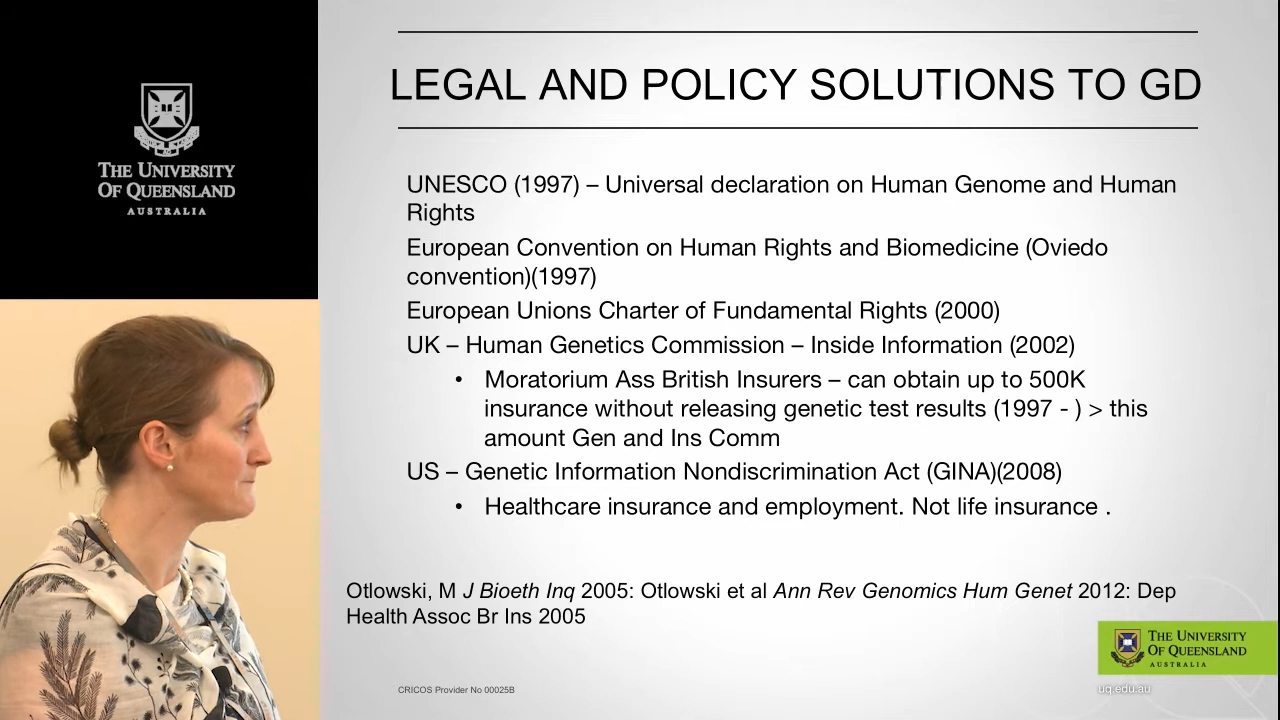 THE UNIVERSITY
OF QUEENSLAND
AUSTRALIA
LEGAL AND POLICY SOLUTIONS TO GD
UNESCO (1997) – Universal declaration on Human Genome and Human
Rights
European Convention on Human Rights and Biomedicine (Oviedo
convention)(1997)
European Unions Charter of Fundamental Rights (2000)
UK – Human Genetics Commission – Inside Information (2002)
• Moratorium Ass British Insurers – can obtain up to 500K
insurance without releasing genetic test results (1997 - ) > this
amount Gen and Ins Comm
US – Genetic Information Nondiscrimination Act (GINA)(2008)
• Healthcare insurance and employment. Not life insurance .
Otlowski, M J Bioeth Inq 2005: Otlowski et al Ann Rev Genomics Hum Genet 2012: Dep
Health Assoc Br Ins 2005
THE UNIVERSITY
OF QUEENSLAND
AUSTRALIA
CRICOS Provider No 00025B
uq.edu.au